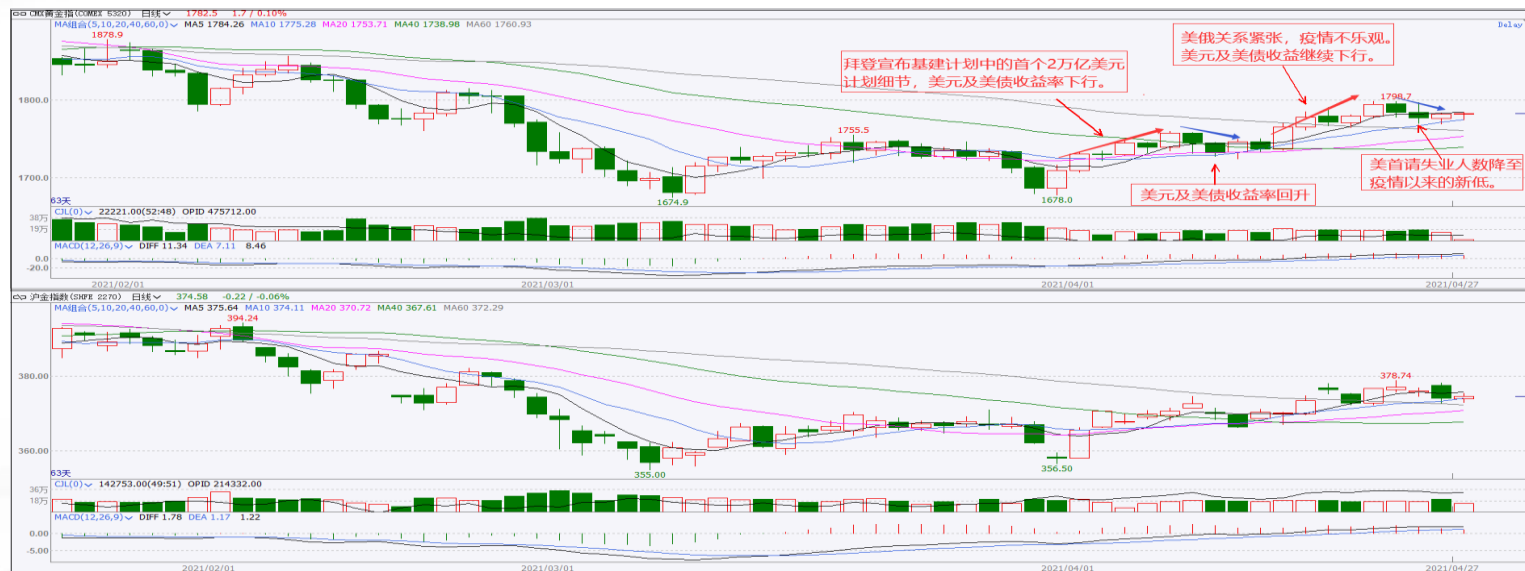 CMX黄金指(COMEX 5320) 日线 1782.5 1.7 / 0.10%
MA组合(5,10,20,40,60,0) MA5 1784.26 MA10 1775.28 MA20 1753.71 MA40 1738.98 MA60 1760.93
Delay
1878.9
美俄关系紧张，疫情不乐观。
美元及美债收益继续下行。
拜登宣布基建计划中的首个2万亿美元
计划细节，美元及美债收益率下行。
1798.7
1800.0
1755.5
美首请失业人数降至
疫情以来的新低。
1700.0
美元及美债收益率回升
63天
1674.9
1678.0
CJL(0) 22221.00(52:48) OPID 475712.00
38万
19万
MACD(12,26,9) DIFF 11.34 DEA 7.11 8.46
0.0
-20.0
2021/02/01 2021/03/01 2021/04/01 2021/04/27
沪金指数(SHFE 2270) 日线 374.58 -0.22 / -0.06%
MA组合(5,10,20,40,60,0) MA5 375.64 MA10 374.11 MA20 370.72 MA40 367.61 MA60 372.29
394.24
380.00
378.74
360.00
63天
355.00
356.50
CJL(0) 142753.00(49:51) OPID 214332.00
36万
18万
MACD(12,26,9) DIFF 1.78 DEA 1.17 1.22
0.00
-5.00
2021/02/01 2021/03/01 2021/04/01 2021/04/27